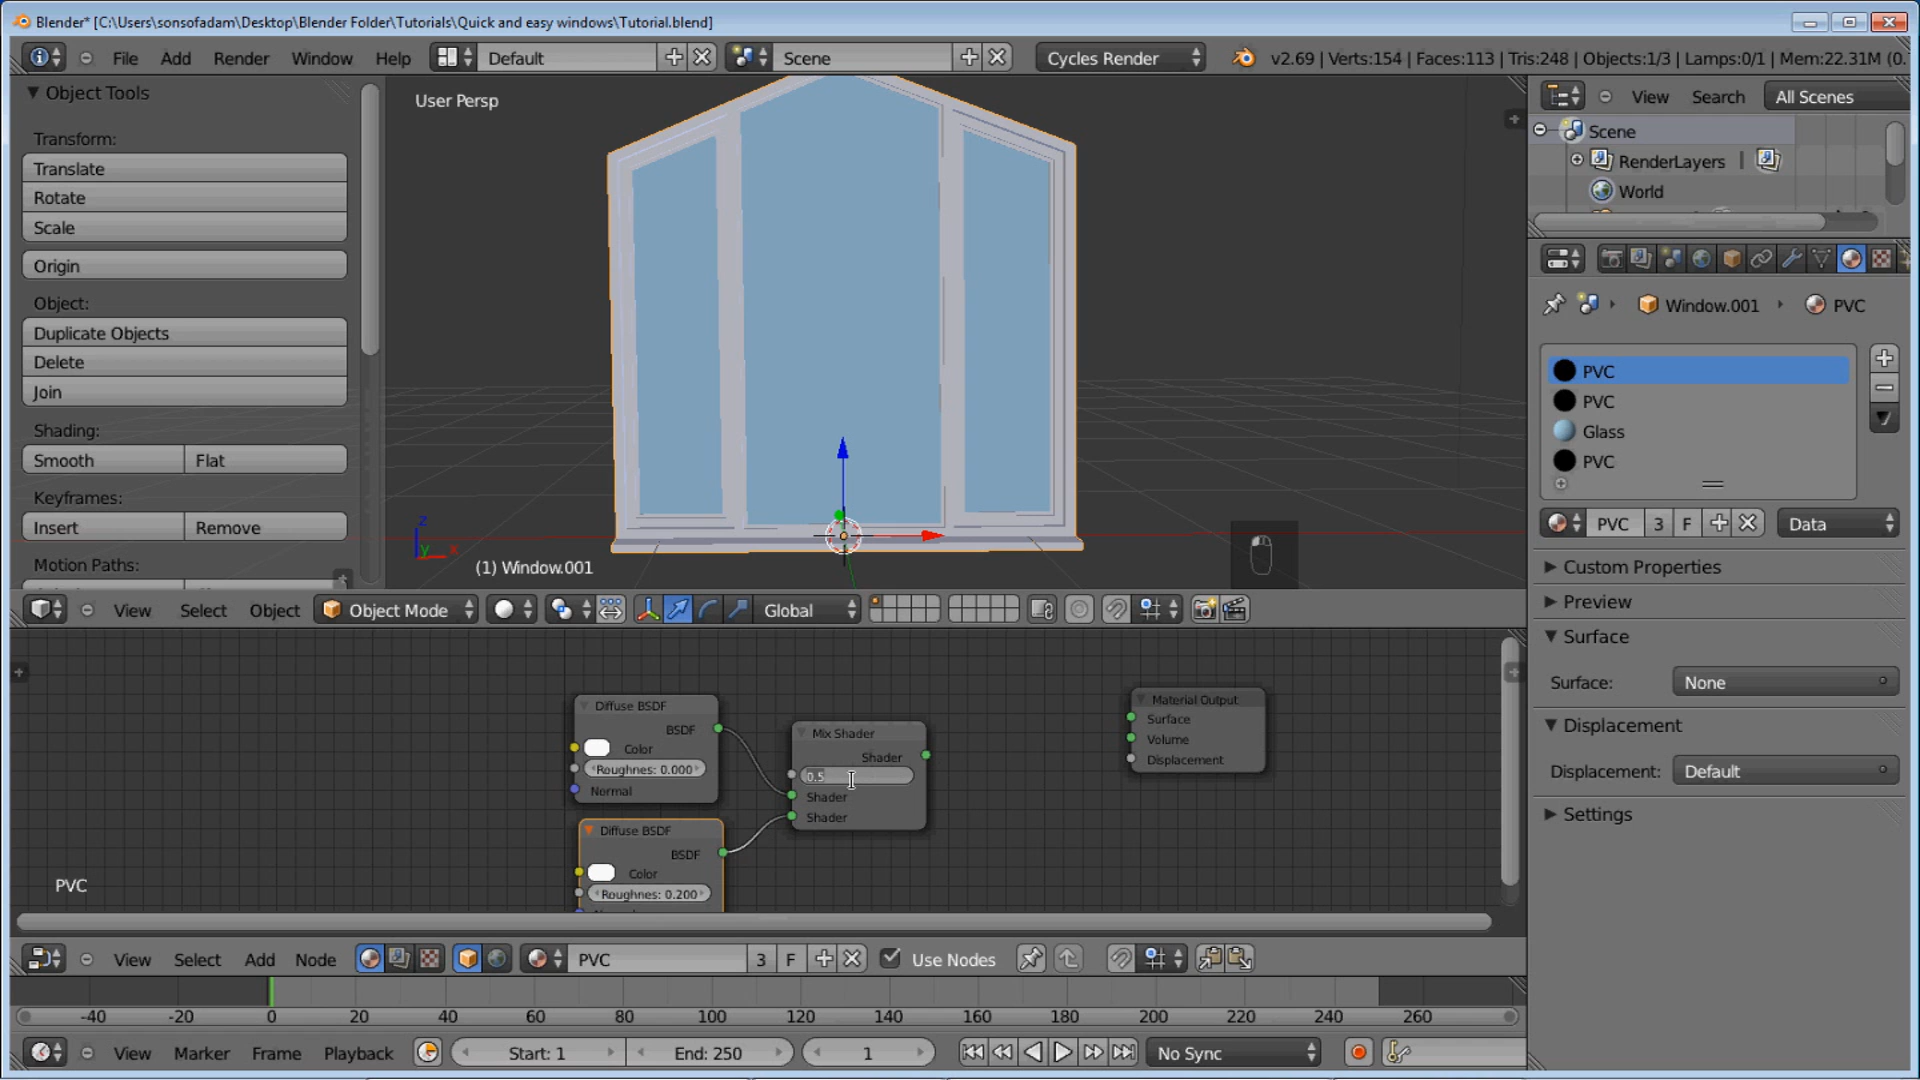 Blender* [C:\Users\sonsofadam\Desktop\Blender Folder\Tutorials\Quick and easy windows\Tutorial.blend]
File Add Render Window Help Default Scene Cycles Render v2.69 | Verts:154 | Faces:113 | Tris:248 | Objects:1/3 | Lamps:0/1 | Mem:22.31M (0.
Object Tools
Transform:
Translate
Rotate
Scale
Origin
Object:
Duplicate Objects
Delete
Join
Shading:
Smooth Flat
Keyframes:
Insert Remove
Motion Paths:
User Persp
z
y x
(1) Window.001
View Select Object Object Mode Global
View Search All Scenes
Scene
RenderLayers
World
Window.001 PVC
PVC
PVC
Glass
PVC
PVC 3 F Data
Custom Properties
Preview
Surface
Surface: None
Displacement
Displacement: Default
Settings
Diffuse BSDF
BSDF
Color
Roughnes: 0.000
Normal
Diffuse BSDF
BSDF
Color
Roughnes: 0.200
Mix Shader
Shader
0.5
Shader
Shader
Material Output
Surface
Volume
Displacement
PVC
View Select Add Node PVC 3 F Use Nodes
-40 -20 0 20 40 60 80 100 120 140 160 180 200 220 240 260
View Marker Frame Playback Start: 1 End: 250 1 No Sync